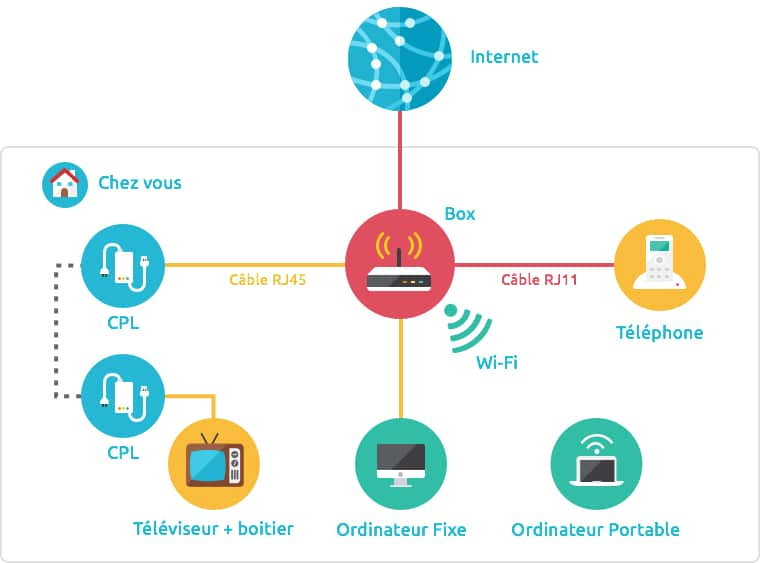 Internet
Chez vous
Box
Câble RJ45
Câble RJ11
CPL
Téléphone
Wi-Fi
CPL
Téléviseur + boitier
Ordinateur Fixe
Ordinateur Portable